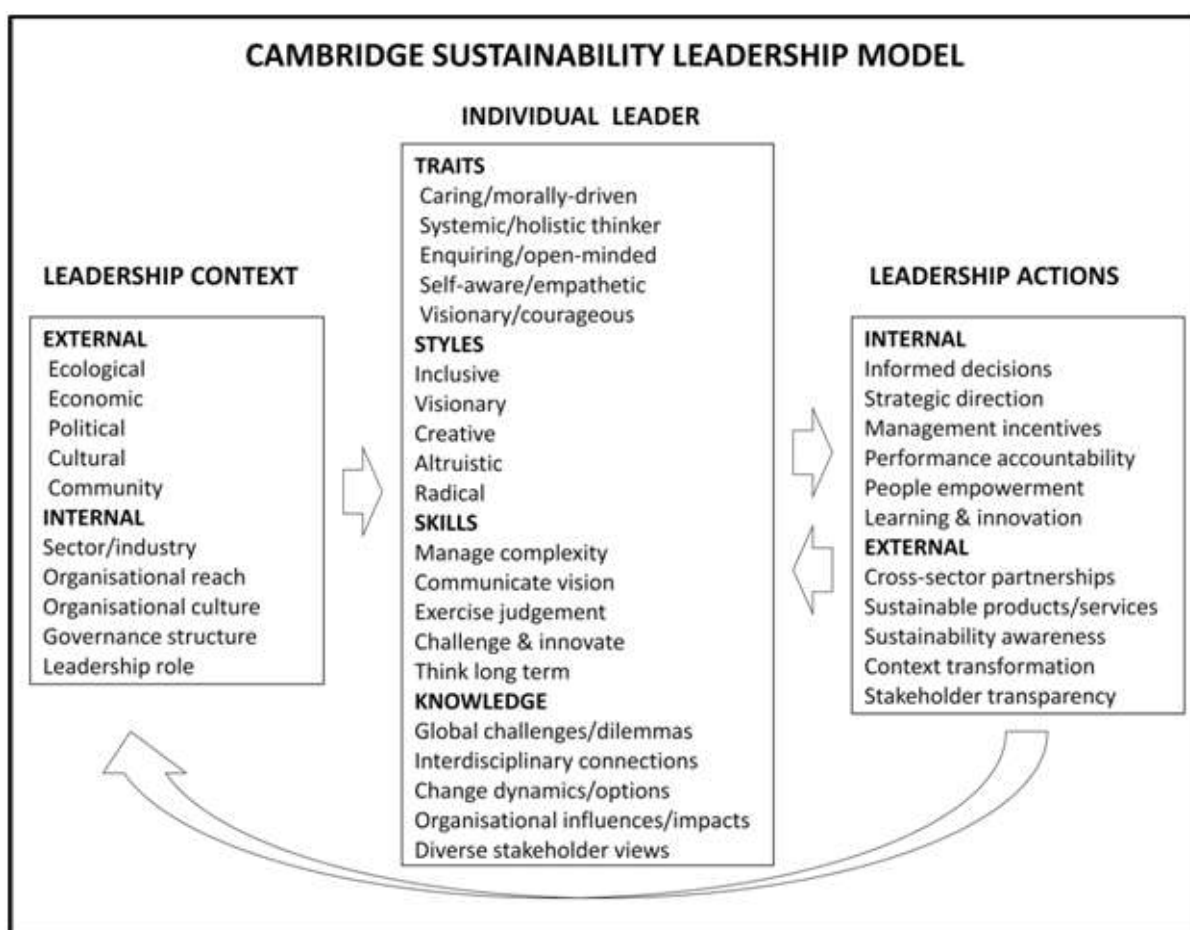 CAMBRIDGE SUSTAINABILITY LEADERSHIP MODEL
LEADERSHIP CONTEXT
EXTERNAL
Ecological
Economic
Political
Cultural
Community
INTERNAL
Sector/industry
Organisational reach
Organisational culture
Governance structure
Leadership role
INDIVIDUAL LEADER
TRAITS
Caring/morally-driven
Systemic/holistic thinker
Enquiring/open-minded
Self-aware/empathetic
Visionary/courageous
STYLES
Inclusive
Visionary
Creative
Altruistic
Radical
SKILLS
Manage complexity
Communicate vision
Exercise judgement
Challenge & innovate
Think long term
KNOWLEDGE
Global challenges/dilemmas
Interdisciplinary connections
Change dynamics/options
Organisational influences/impacts
Diverse stakeholder views
LEADERSHIP ACTIONS
INTERNAL
Informed decisions
Strategic direction
Management incentives
Performance accountability
People empowerment
Learning & innovation
EXTERNAL
Cross-sector partnerships
Sustainable products/services
Sustainability awareness
Context transformation
Stakeholder transparency